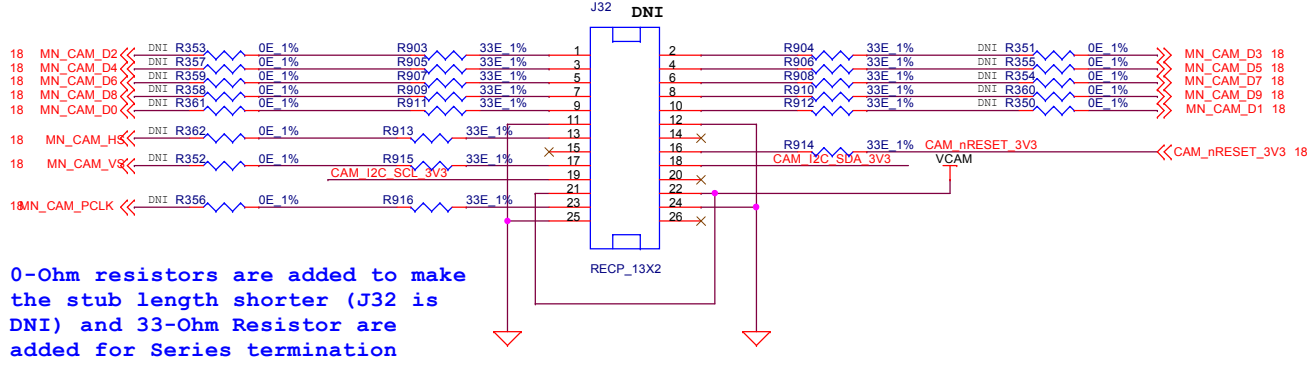 J32 DNI
18 MN_CAM_D2 DNI R353 0E_1% R903 33E_1% 1 2 R904 33E_1% DNI R351 0E_1% MN_CAM_D3 18
18 MN_CAM_D4 DNI R357 0E_1% R905 33E_1% 3 4 R906 33E_1% DNI R355 0E_1% MN_CAM_D5 18
18 MN_CAM_D6 DNI R359 0E_1% R907 33E_1% 5 6 R908 33E_1% DNI R354 0E_1% MN_CAM_D7 18
18 MN_CAM_D8 DNI R358 0E_1% R909 33E_1% 7 8 R910 33E_1% DNI R360 0E_1% MN_CAM_D9 18
18 MN_CAM_D0 DNI R361 0E_1% R911 33E_1% 9 10 R912 33E_1% DNI R350 0E_1% MN_CAM_D1 18
11 12
18 MN_CAM_HS DNI R362 0E_1% R913 33E_1% 13 14
15 16 R914 33E_1% CAM_nRESET_3V3 CAM_nRESET_3V3 18
18 MN_CAM_VS DNI R352 0E_1% R915 33E_1% 17 18 CAM_I2C_SDA_3V3 VCAM
CAM_I2C_SCL_3V3 19 20
21 22
18 MN_CAM_PCLK DNI R356 0E_1% R916 33E_1% 23 24
25 26
RECP_13X2
0-Ohm resistors are added to make
the stub length shorter (J32 is
DNI) and 33-Ohm Resistor are
added for Series termination